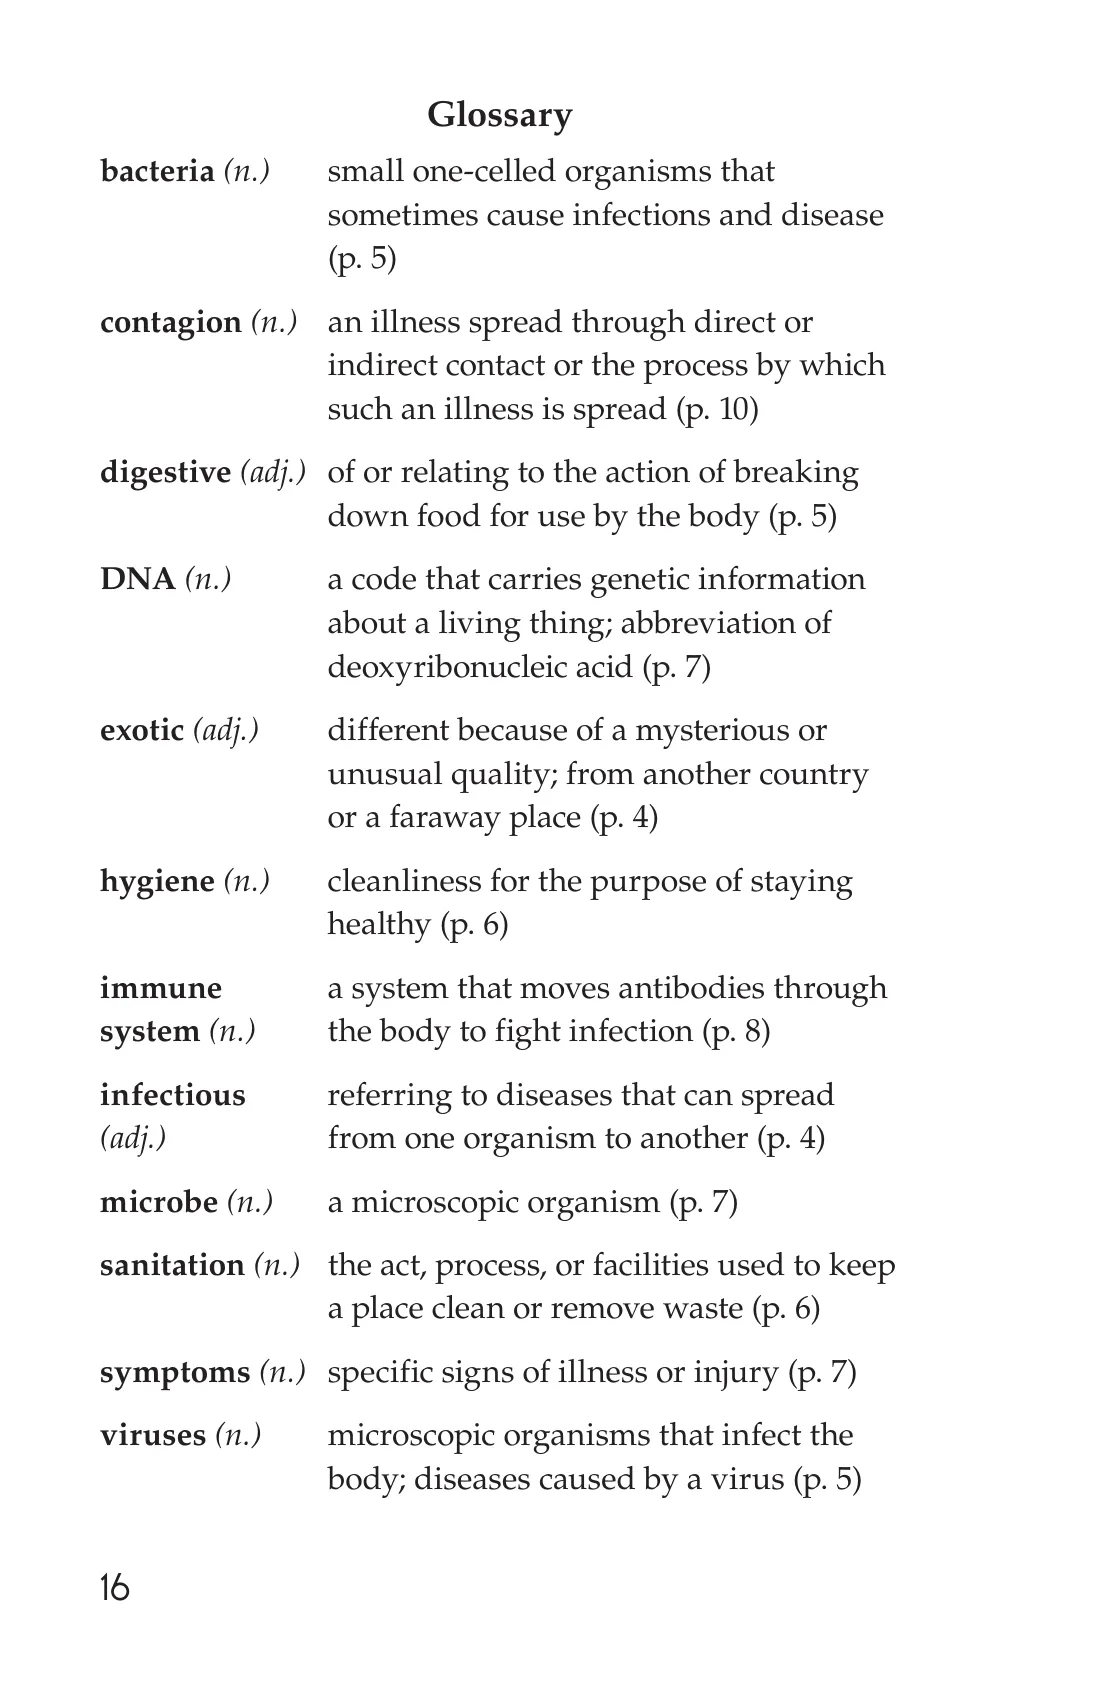 Glossary
bacteria (n.) small one-celled organisms that
sometimes cause infections and disease
(p. 5)
contagion (n.) an illness spread through direct or
indirect contact or the process by which
such an illness is spread (p. 10)
digestive (adj.) of or relating to the action of breaking
down food for use by the body (p. 5)
DNA (n.) a code that carries genetic information
about a living thing; abbreviation of
deoxyribonucleic acid (p. 7)
exotic (adj.) different because of a mysterious or
unusual quality; from another country
or a faraway place (p. 4)
hygiene (n.) cleanliness for the purpose of staying
healthy (p. 6)
immune a system that moves antibodies through
system (n.) the body to fight infection (p. 8)
infectious referring to diseases that can spread
(adj.) from one organism to another (p. 4)
microbe (n.) a microscopic organism (p. 7)
sanitation (n.) the act, process, or facilities used to keep
a place clean or remove waste (p. 6)
symptoms (n.) specific signs of illness or injury (p. 7)
viruses (n.) microscopic organisms that infect the
body; diseases caused by a virus (p. 5)
16